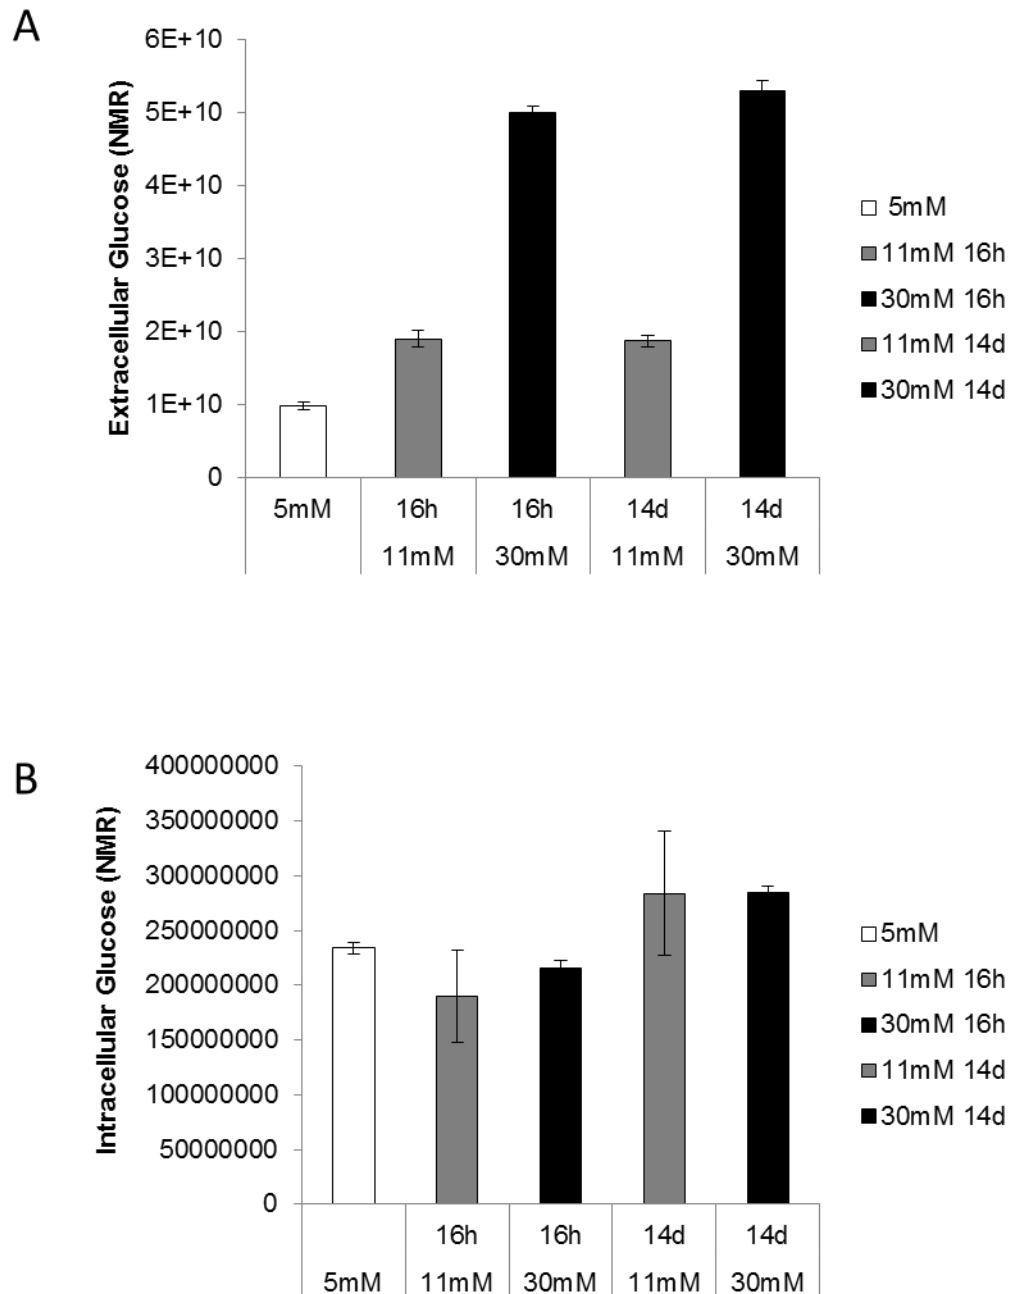 A
Extracellular Glucose (NMR)
6E+10
5E+10
4E+10
3E+10
2E+10
1E+10
0
5mM 16h 16h 14d 14d
11mM 30mM 11mM 30mM
5mM
11mM 16h
30mM 16h
11mM 14d
30mM 14d
B
Intracellular Glucose (NMR)
400000000
350000000
300000000
250000000
200000000
150000000
100000000
50000000
0
16h 16h 14d 14d
5mM 11mM 30mM 11mM 30mM
5mM
11mM 16h
30mM 16h
11mM 14d
30mM 14d